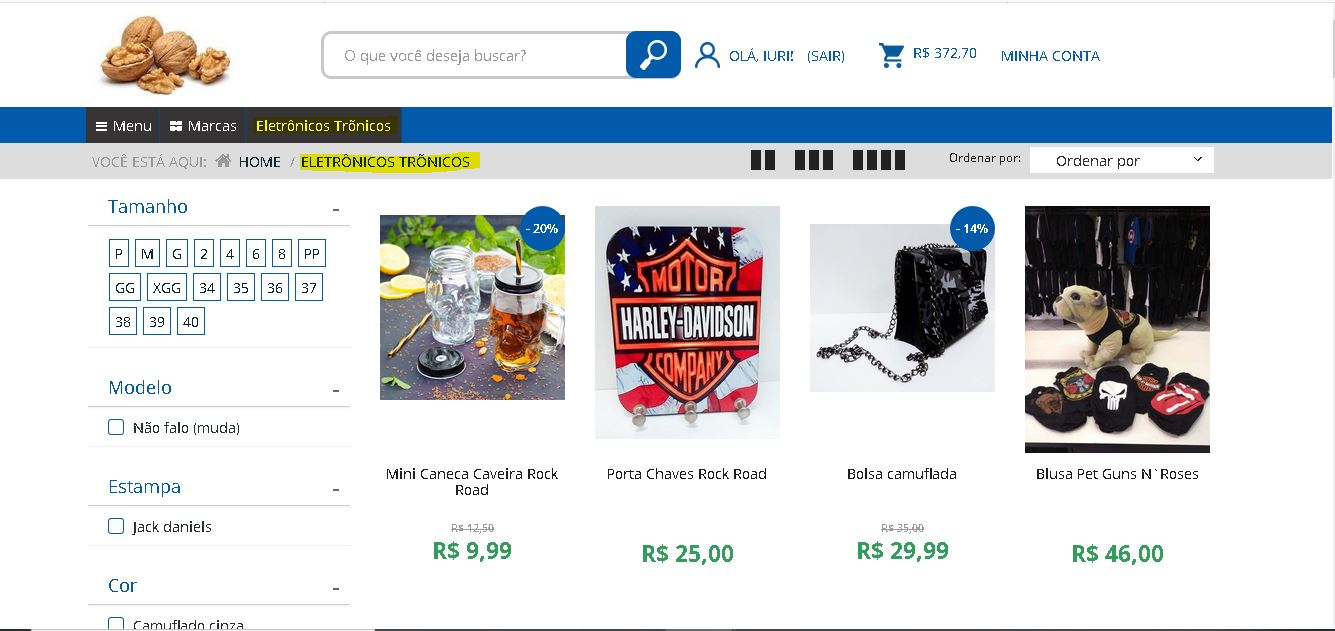 O que você deseja buscar?
OLÁ, IURI! (SAIR)
R$ 372,70
MINHA CONTA
Menu
Marcas
Eletrônicos Trõnicos
VOCÊ ESTÁ AQUI: HOME / ELETRÔNICOS TRÕNICOS
Ordenar por:
Ordenar por
Tamanho -
P M G 2 4 6 8 PP
GG XGG 34 35 36 37
38 39 40
Modelo -
Não falo (muda)
Estampa -
Jack daniels
Cor -
Camuflado cinza
- 20%
Mini Caneca Caveira Rock
Road
R$ 12,50
R$ 9,99
MOTOR
HARLEY-DAVIDSON
COMPANY
Porta Chaves Rock Road
R$ 25,00
- 14%
Bolsa camuflada
R$ 35,00
R$ 29,99
Blusa Pet Guns N`Roses
R$ 46,00